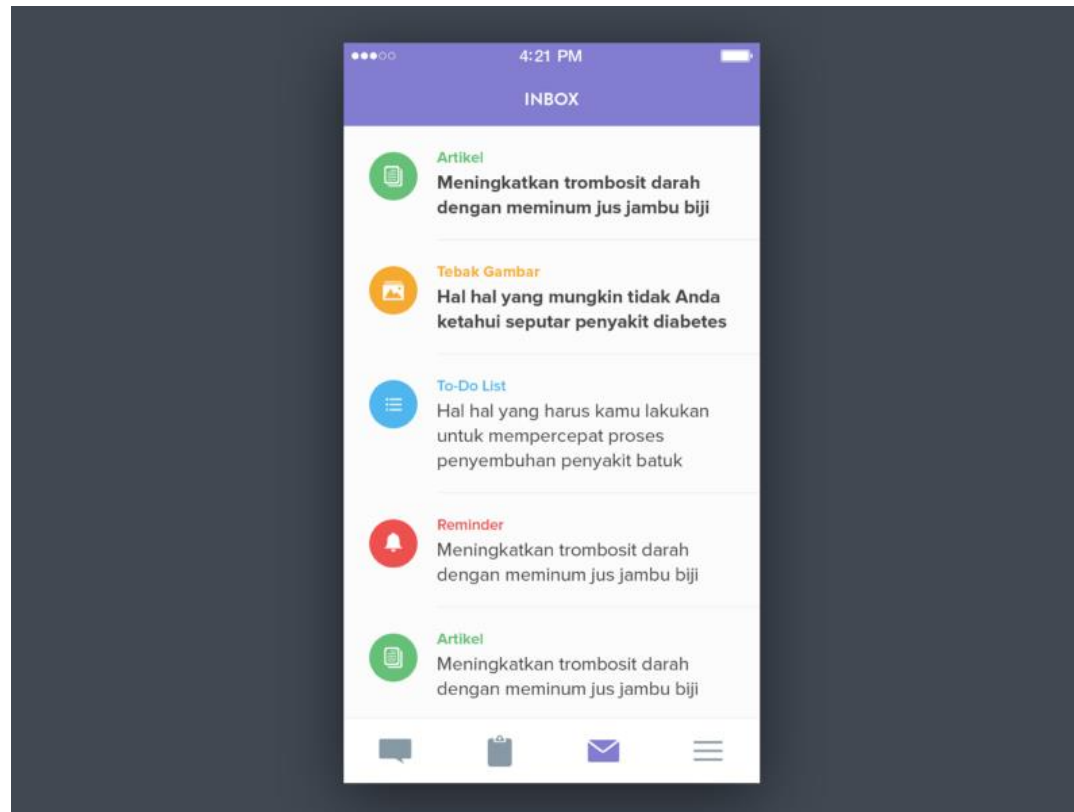 4:21 PM
INBOX
Artikel
Meningkatkan trombosit darah
dengan meminum jus jambu biji
Tebak Gambar
Hal hal yang mungkin tidak Anda
ketahui seputar penyakit diabetes
To-Do List
Hal hal yang harus kamu lakukan
untuk mempercepat proses
penyembuhan penyakit batuk
Reminder
Meningkatkan trombosit darah
dengan meminum jus jambu biji
Artikel
Meningkatkan trombosit darah
dengan meminum jus jambu biji